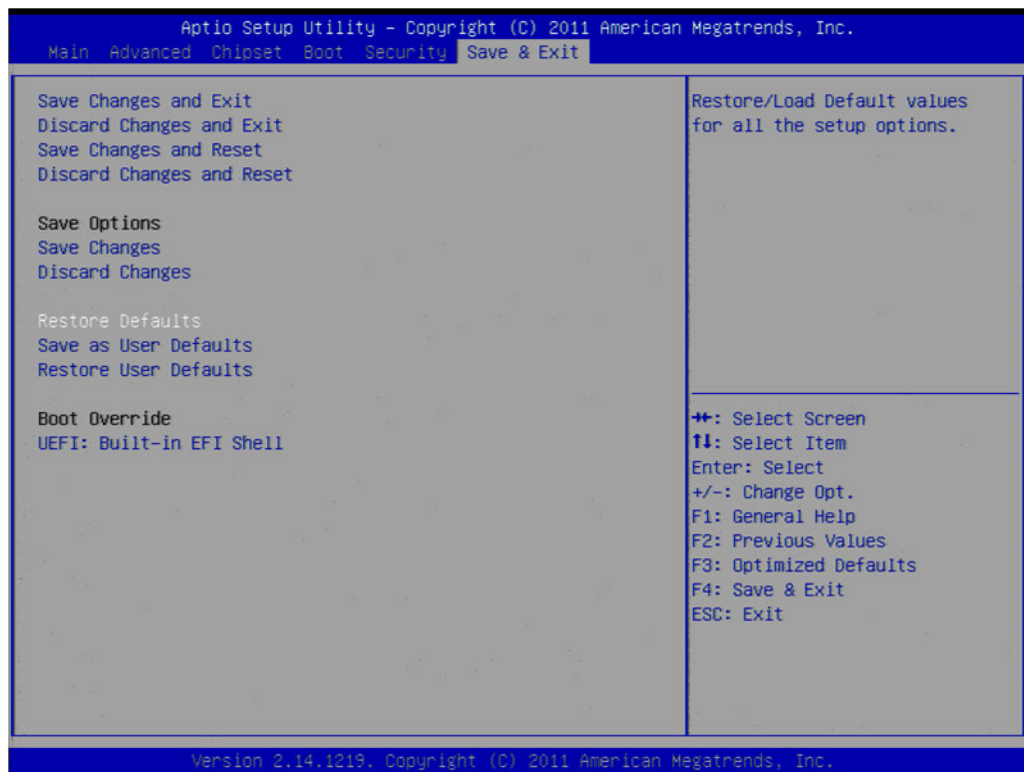 Aptio Setup Utility – Copyright (C) 2011 American Megatrends, Inc.
Main Advanced Chipset Boot Security Save & Exit
Save Changes and Exit
Discard Changes and Exit
Save Changes and Reset
Discard Changes and Reset
Save Options
Save Changes
Discard Changes
Restore Defaults
Save as User Defaults
Restore User Defaults
Boot Override
UEFI: Built-in EFI Shell
Restore/Load Default values
for all the setup options.
→←: Select Screen
↑↓: Select Item
Enter: Select
+/-: Change Opt.
F1: General Help
F2: Previous Values
F3: Optimized Defaults
F4: Save & Exit
ESC: Exit
Version 2.14.1219. Copyright (C) 2011 American Megatrends, Inc.